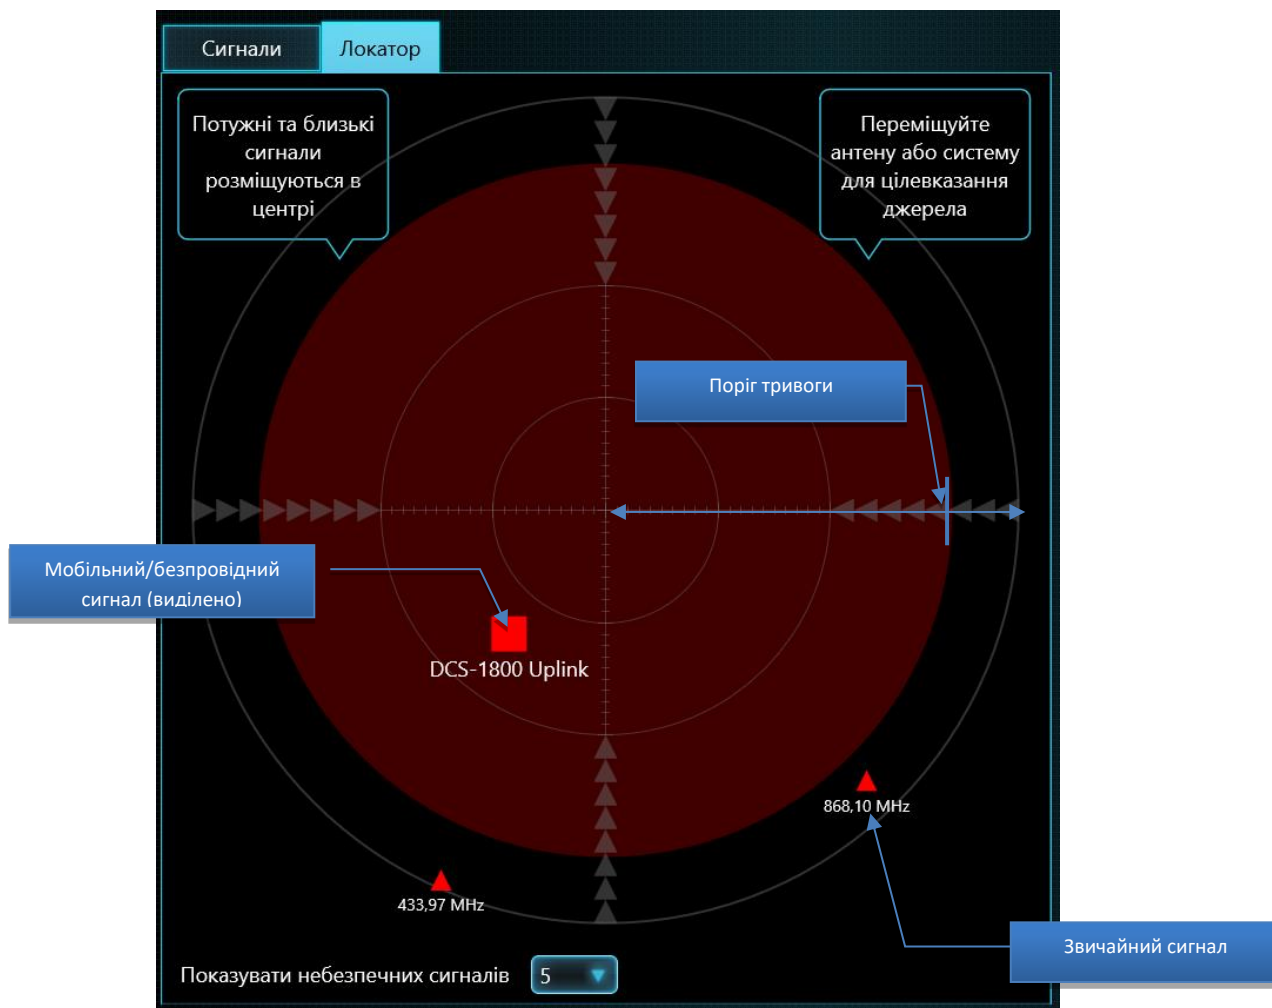 Сигнали
Локатор
Потужні та близькі
сигнали
розміщуються в
центрі
Переміщуйте
антену або систему
для цілевказання
джерела
Поріг тривоги
Мобільний/безпровідний
сигнал (виділено)
DCS-1800 Uplink
868,10 MHz
433,97 MHz
Звичайний сигнал
Показувати небезпечних сигналів
5